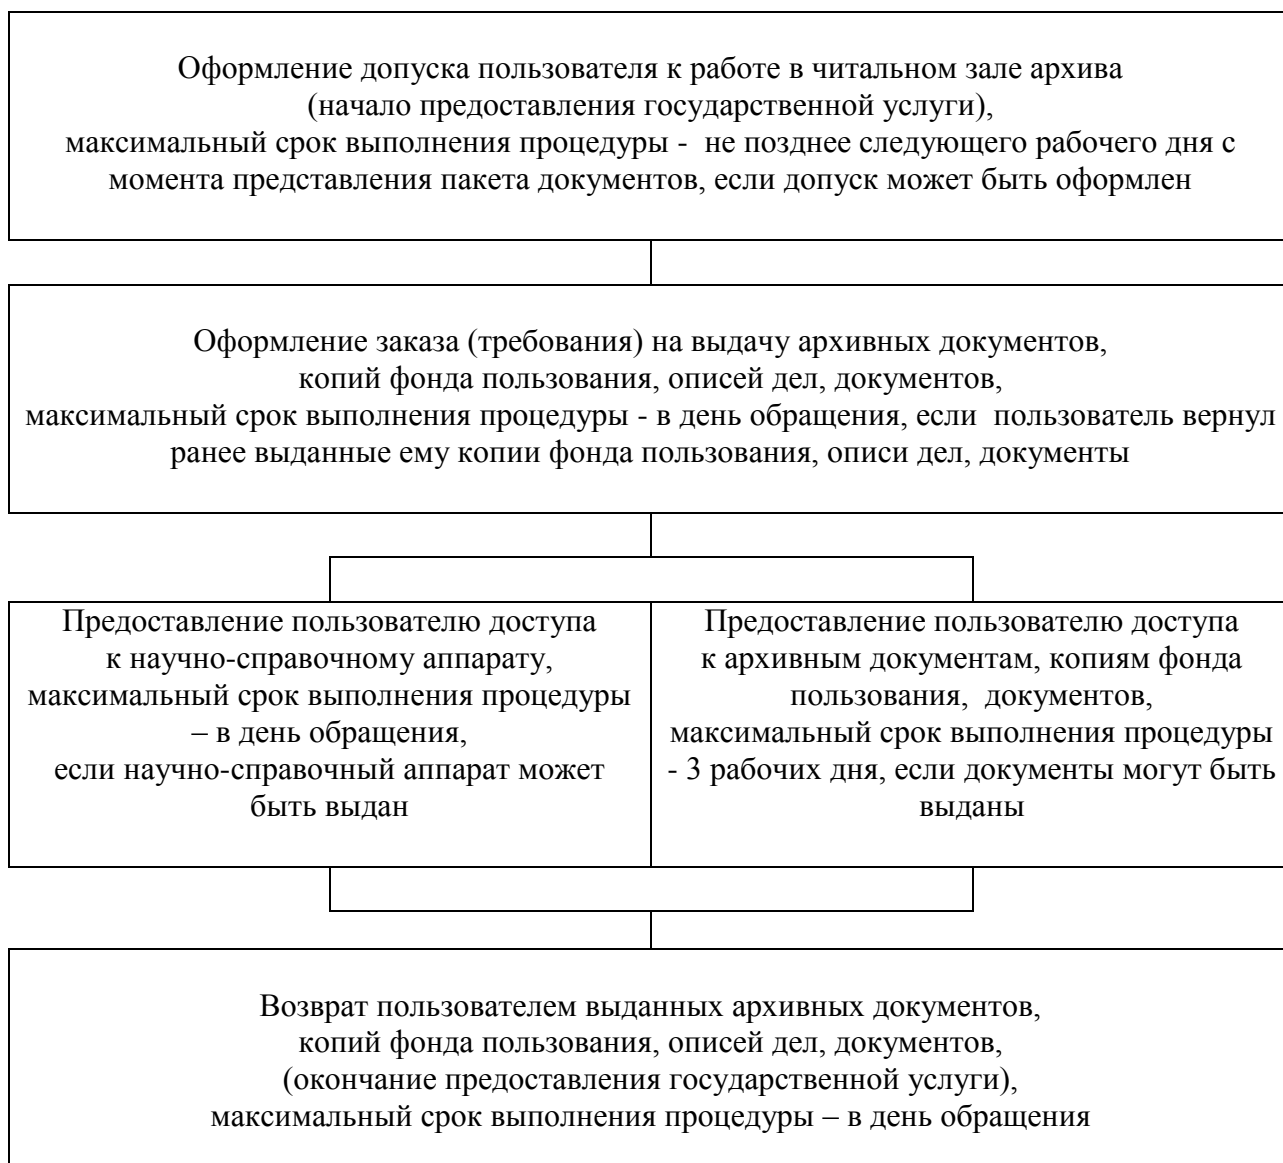 Оформление допуска пользователя к работе в читальном зале архива
(начало предоставления государственной услуги),
максимальный срок выполнения процедуры -  не позднее следующего рабочего дня с
момента представления пакета документов, если допуск может быть оформлен
Оформление заказа (требования) на выдачу архивных документов,
копий фонда пользования, описей дел, документов,
максимальный срок выполнения процедуры - в день обращения, если  пользователь вернул
ранее выданные ему копии фонда пользования, описи дел, документы
Предоставление пользователю доступа
к научно-справочному аппарату,
максимальный срок выполнения процедуры
– в день обращения,
если научно-справочный аппарат может
быть выдан
Предоставление пользователю доступа
к архивным документам, копиям фонда
пользования,  документов,
максимальный срок выполнения процедуры
- 3 рабочих дня, если документы могут быть
выданы
Возврат пользователем выданных архивных документов,
копий фонда пользования, описей дел, документов,
(окончание предоставления государственной услуги),
максимальный срок выполнения процедуры – в день обращения